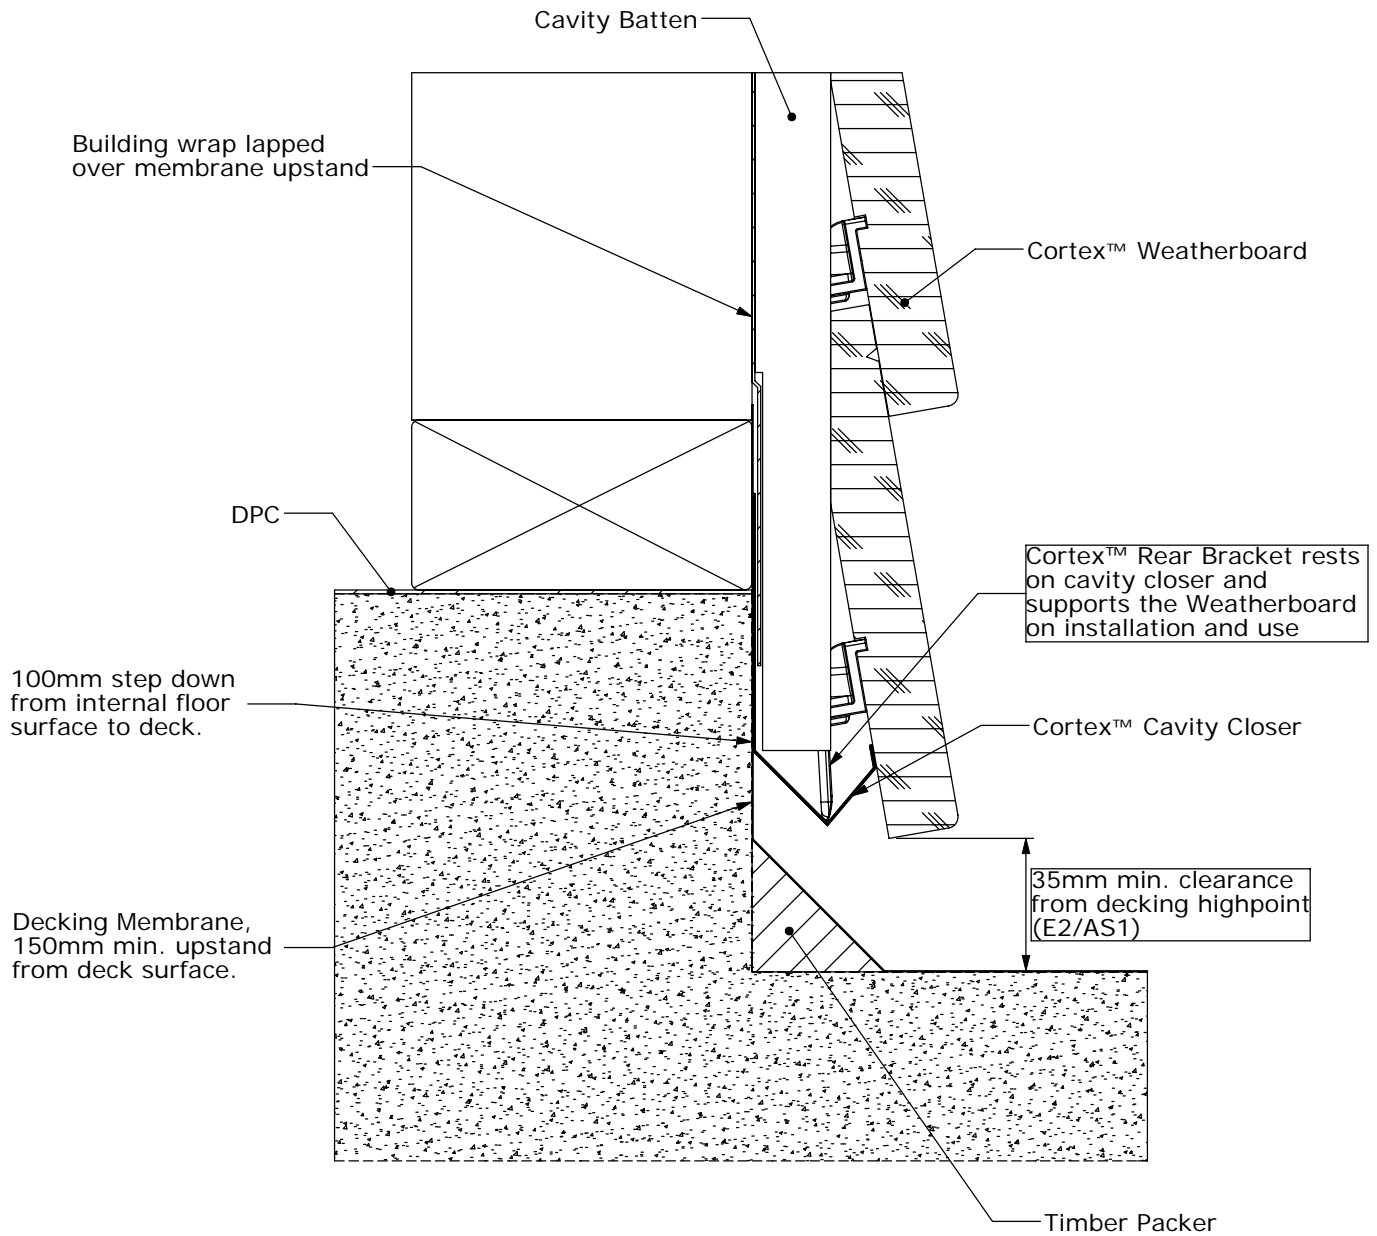 Cavity Batten
Building wrap lapped
over membrane upstand
Cortex™ Weatherboard
DPC
Cortex™ Rear Bracket rests
on cavity closer and
supports the Weatherboard
on installation and use
100mm step down
from internal floor
surface to deck.
Cortex™ Cavity Closer
35mm min. clearance
from decking highpoint
(E2/AS1)
Decking Membrane,
150mm min. upstand
from deck surface.
Timber Packer